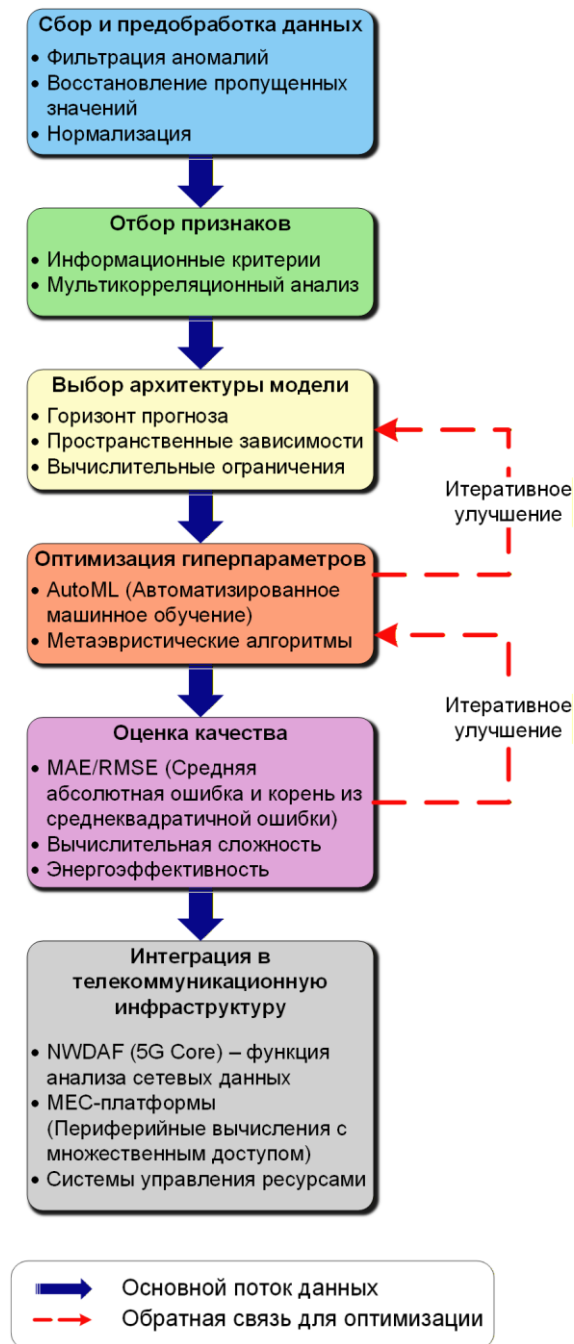 Сбор и предобработка данных
• Фильтрация аномалий
• Восстановление пропущенных
значений
• Нормализация
Отбор признаков
• Информационные критерии
• Мультикорреляционный анализ
Выбор архитектуры модели
• Горизонт прогноза
• Пространственные зависимости
• Вычислительные ограничения
Итеративное
улучшение
Оптимизация гиперпараметров
• AutoML (Автоматизированное
машинное обучение)
• Метаэвристические алгоритмы
Итеративное
улучшение
Оценка качества
• MAE/RMSE (Средняя
абсолютная ошибка и корень из
среднеквадратичной ошибки)
• Вычислительная сложность
• Энергоэффективность
Интеграция в
телекоммуникационную
инфраструктуру
• NWDAF (5G Core) – функция
анализа сетевых данных
• MEC-платформы
(Периферийные вычисления с
множественным доступом)
• Системы управления ресурсами
Основной поток данных
Обратная связь для оптимизации